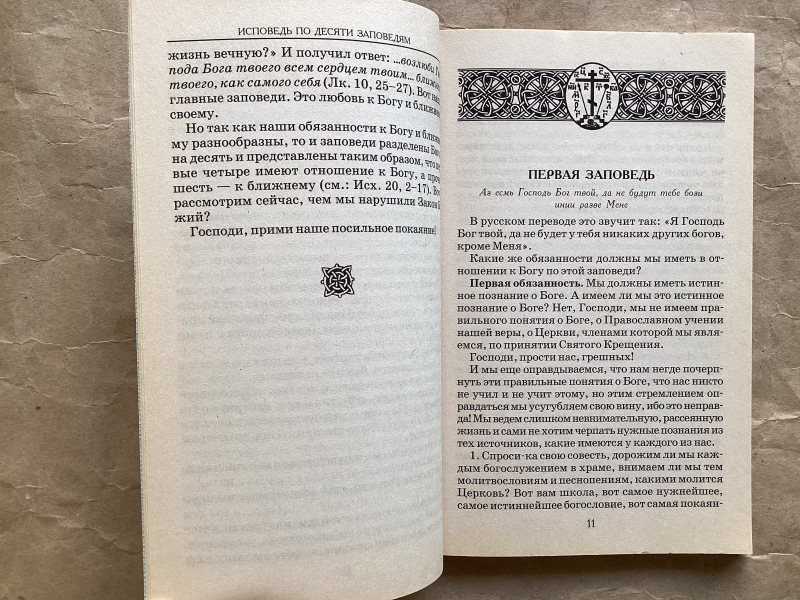 ИСПОВЕДЬ ПО ДЕСЯТИ ЗАПОВЕДЯМ
жизнь вечную?» И получил ответ: ...возлюби
пода Бога твоего всем сердцем твоим...
твоего, как самого себя (Лк. 10, 25–27). Вот
главные заповеди. Это любовь к Богу и
своему.
Но так как наши обязанности к Богу и
му разнообразны, то и заповеди разделены
на десять и представлены таким образом, что
вые четыре имеют отношение к Богу, а
шесть — к ближнему (см.: Исх. 20, 2–17).
рассмотрим сейчас, чем мы нарушили Закон
жий?
Господи, прими наше посильное покаяние!
ПЕРВАЯ ЗАПОВЕДЬ
Аз есмь Господь Бог твой, да не будут тебе бози
инии разве Мене
В русском переводе это звучит так: «Я Господь
Бог твой, да не будет у тебя никаких других богов,
кроме Меня».
Какие же обязанности должны мы иметь в от-
ношении к Богу по этой заповеди?
Первая обязанность. Мы должны иметь истин-
ное познание о Боге. А имеем ли мы это истинное
познание о Боге? Нет, Господи, мы не имеем пра-
вильного понятия о Боге, о Православном учении
нашей веры, о Церкви, членами которой мы явля-
емся, по принятии Святого Крещения.
Господи, прости нас, грешных!
И мы еще оправдываемся, что нам негде почерп-
нуть эти правильные понятия о Боге, что нас никто
не учил и не учит этому, но этим стремлением оп-
равдаться мы усугубляем свою вину, ибо это неправ-
да! Мы ведем слишком невнимательную, рассеянную
жизнь и сами не хотим черпать нужные познания из
тех источников, какие имеются у каждого из нас.
1. Спроси-ка свою совесть, дорожим ли мы каж-
дым богослужением в храме, внимаем ли мы тем
молитвословиям и песнопениям, какими молится
Церковь? Вот вам школа, вот самое нужнейшее,
самое истиннейшее богословие, вот самая покаян-
11